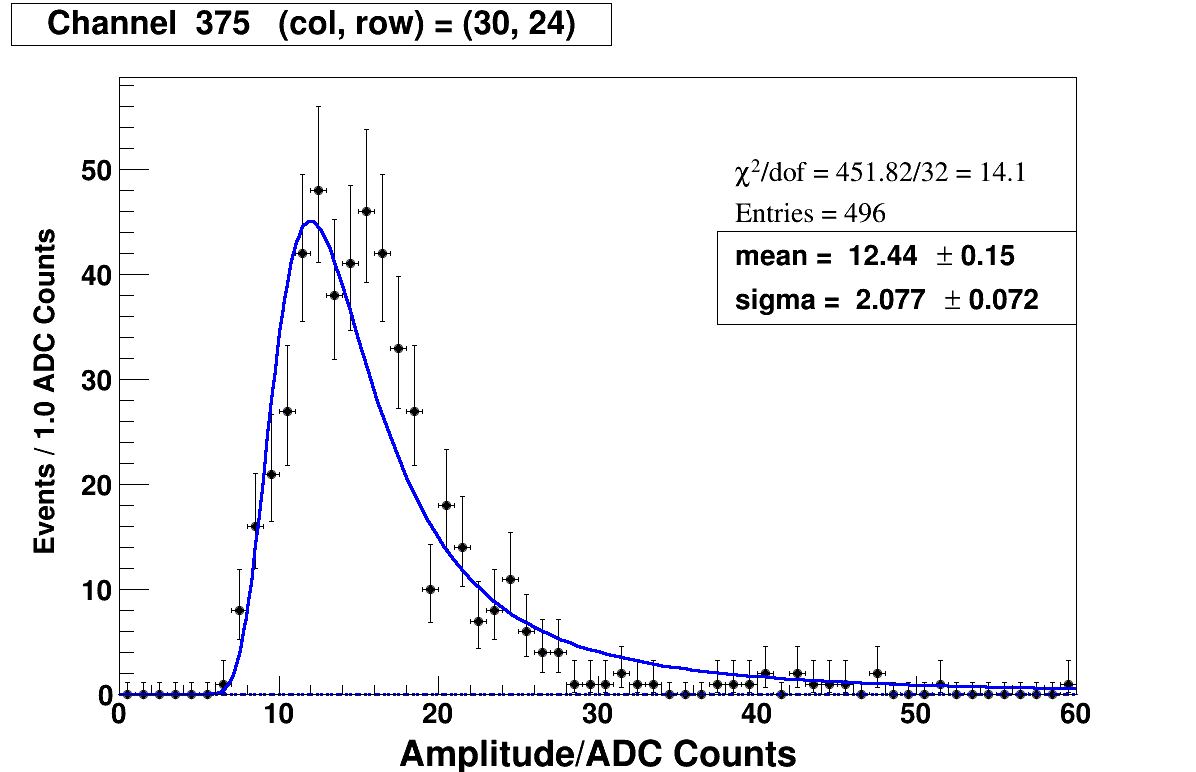 Channel 375 (col, row) = (30, 24)
χ²/dof = 451.82/32 = 14.1
Entries = 496
mean = 12.44 ± 0.15
sigma = 2.077 ± 0.072
Events / 1.0 ADC Counts
50
40
30
20
10
0
0 10 20 30 40 50 60
Amplitude/ADC Counts